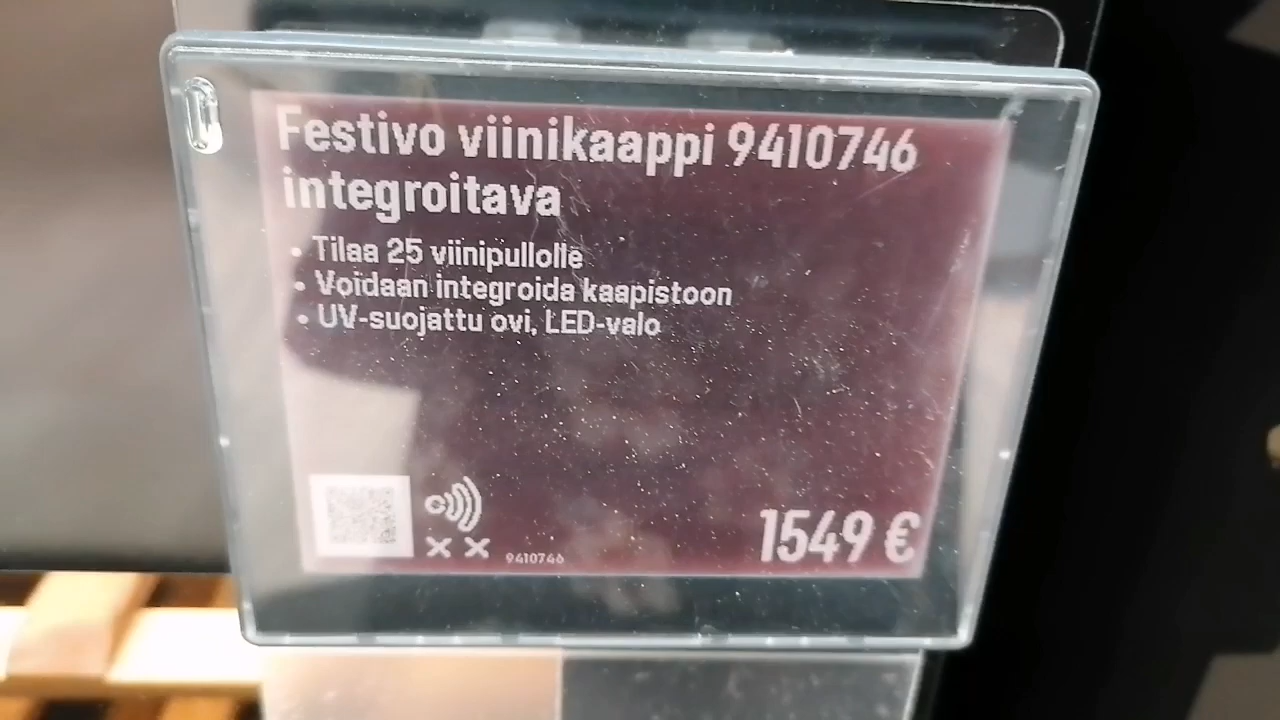 Festivo viinikaappi 9410746
integroitava
• Tilaa 25 viinipullolle
• Voidaan integroida kaapistoon
• UV-suojattu ovi, LED-valo
× × 9410746
1549 €